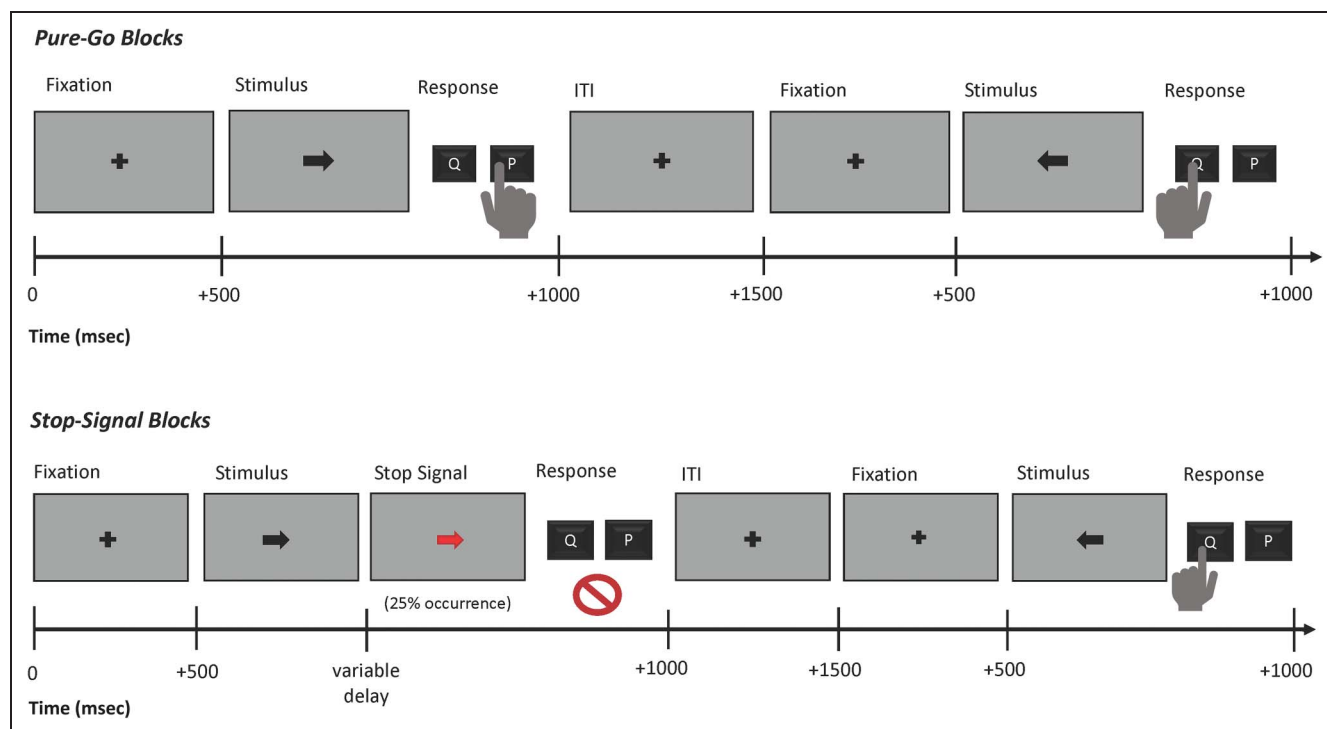 Pure-Go Blocks
Fixation Stimulus Response ITI Fixation Stimulus Response
Q P Q P
0 +500 +1000 +1500 +500 +1000
Time (msec)
Stop-Signal Blocks
Fixation Stimulus Stop Signal Response ITI Fixation Stimulus Response
Q P Q P
(25% occurrence)
0 +500 variable +1000 +1500 +500 +1000
delay
Time (msec)